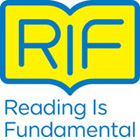 RIF
Reading Is
Fundamental